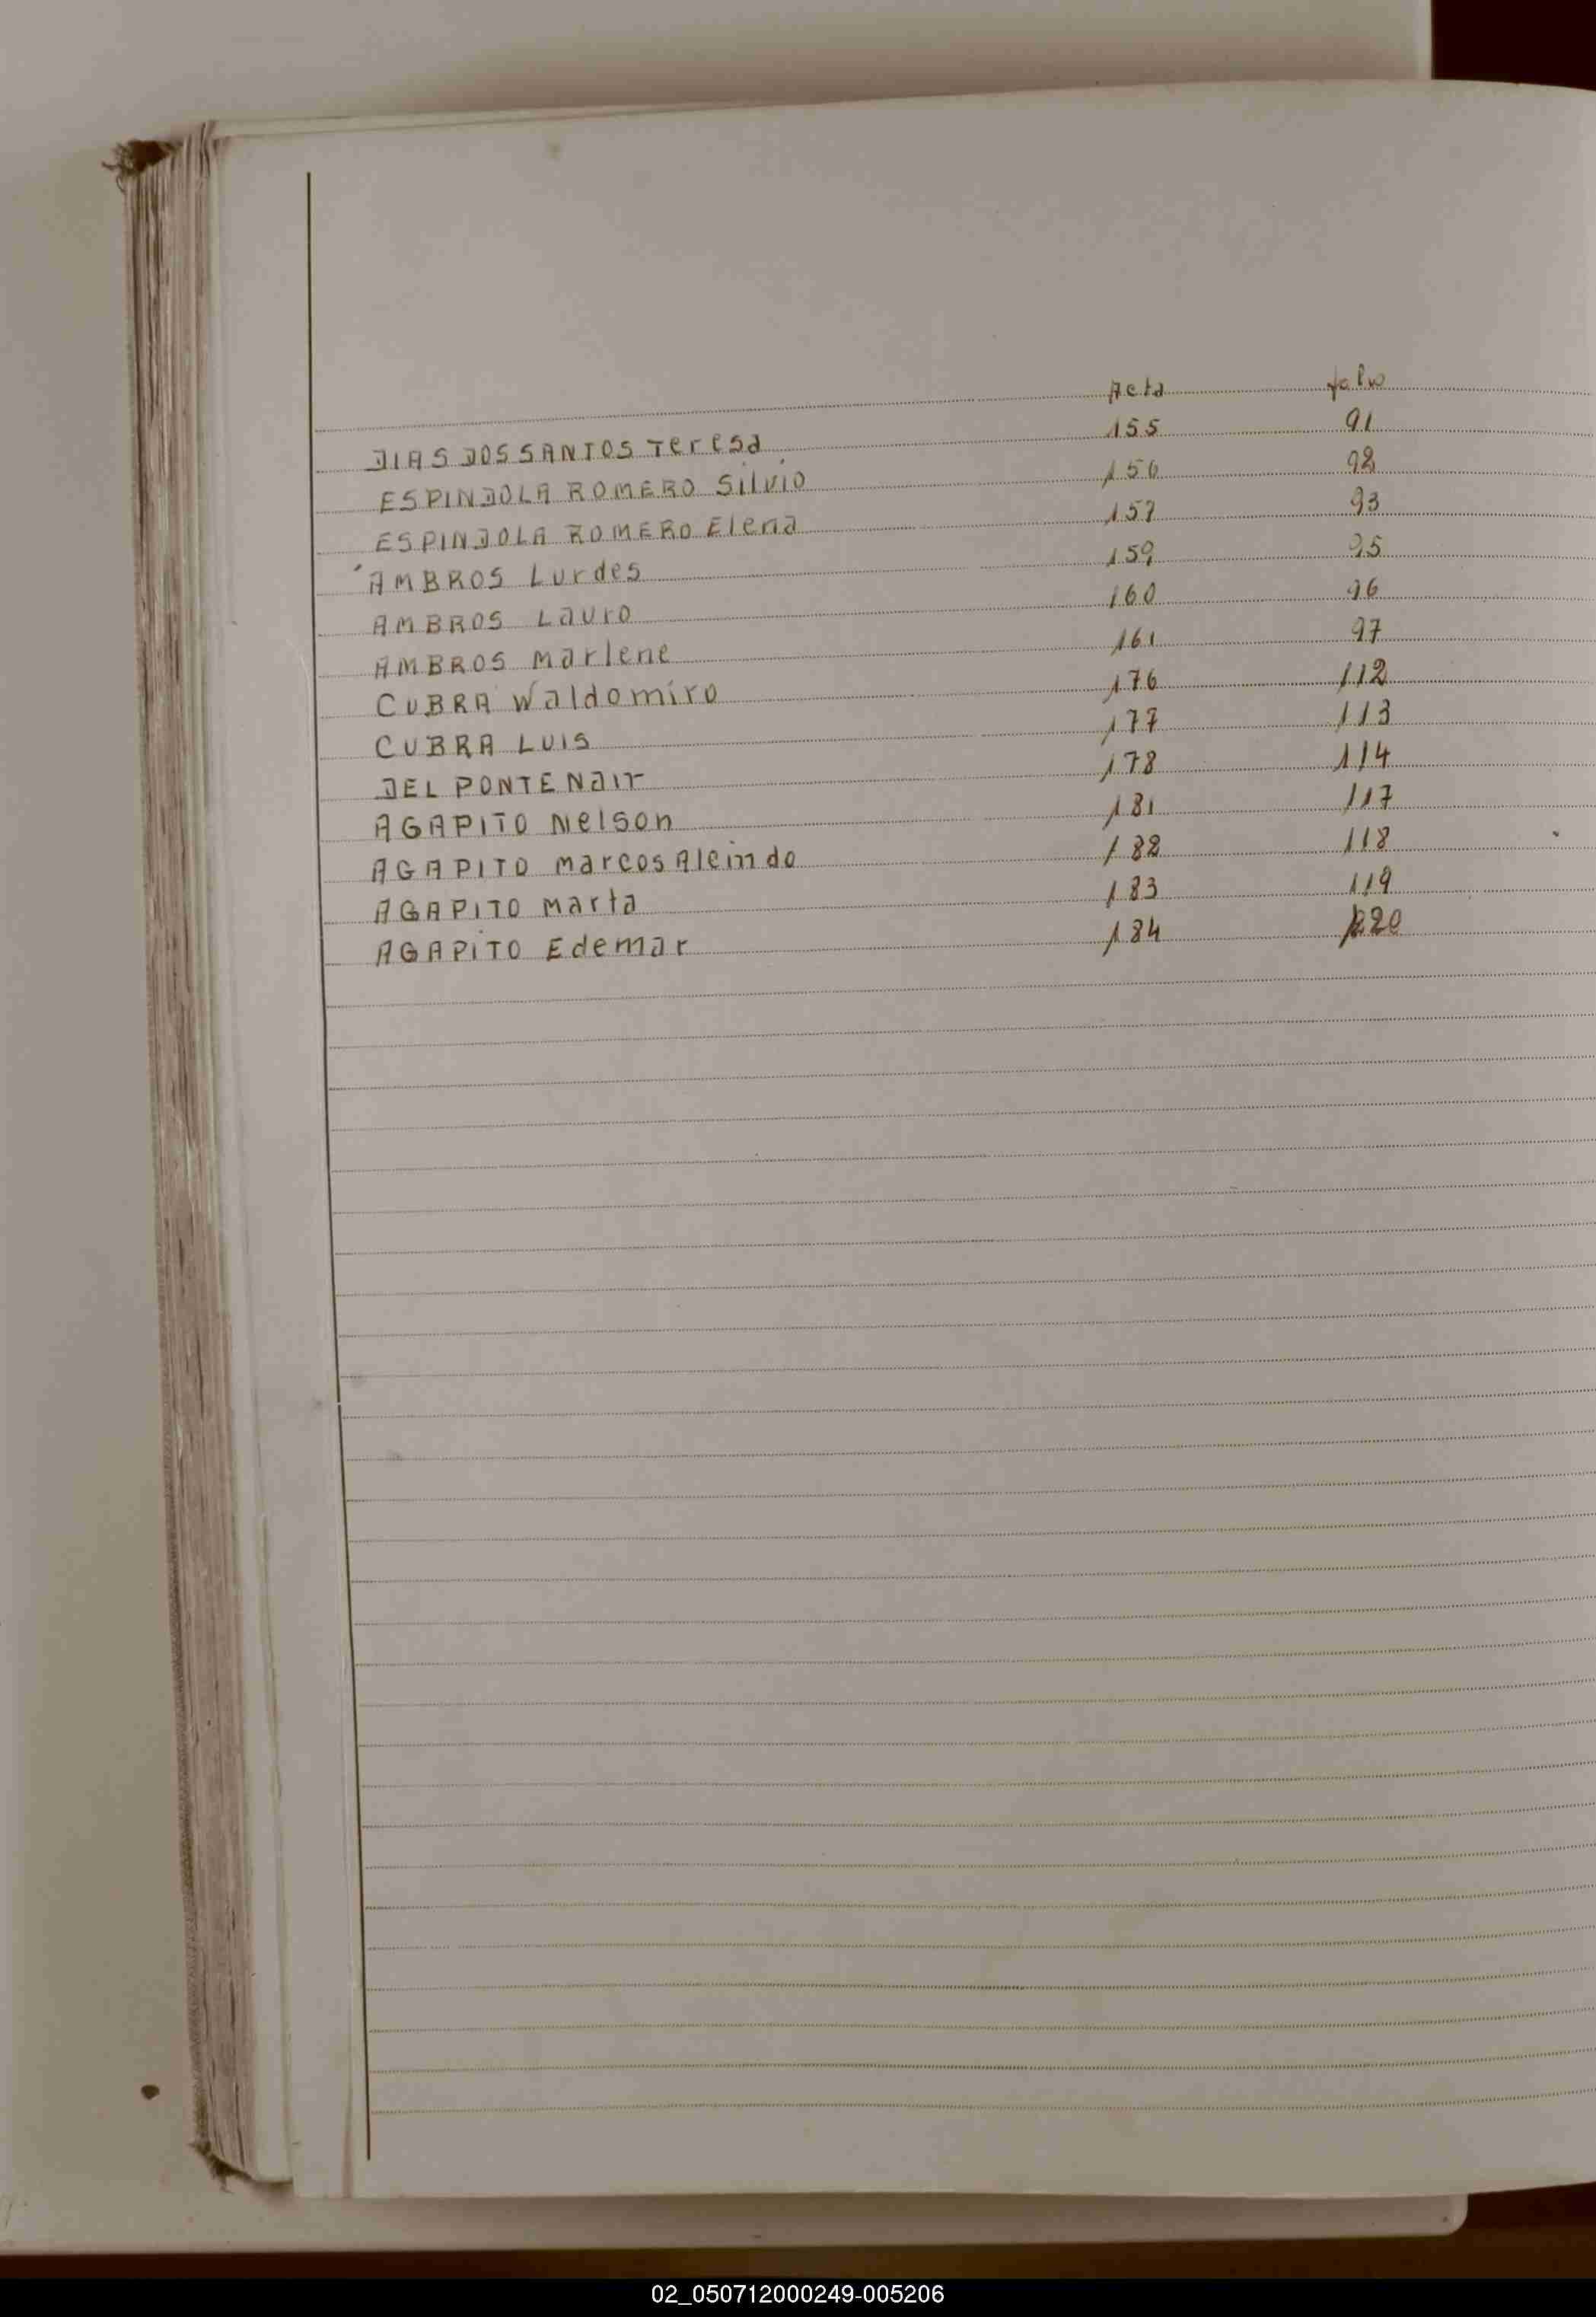 Acta folio
DIAS DOS SANTOS Teresa 155 91
ESPINDOLA ROMERO Silvio 156 92
ESPINDOLA ROMERO Elena 157 93
AMBROS Lurdes 159 95
AMBROS Lauro 160 96
AMBROS Marlene 161 97
CUBRA Waldomiro 176 112
CUBRA LUIS 177 113
DEL PONTE Nair 178 114
AGAPITO Nelson 181 117
AGAPITO Marcos 182 118
AGAPITO Marta 183 119
AGAPITO Edemar 184
02_050712000249-005206